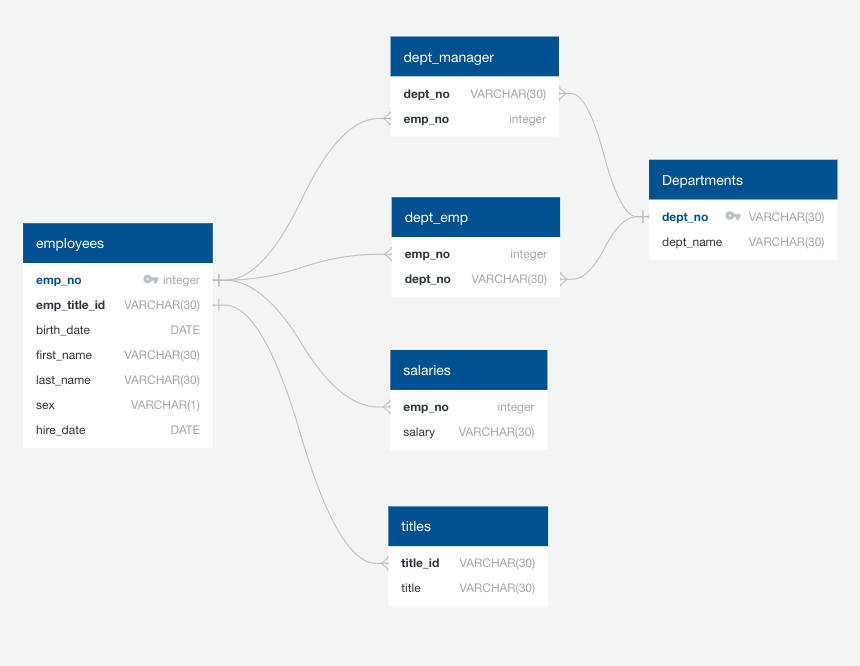 dept_manager
dept_no VARCHAR(30)
emp_no integer
Departments
dept_no VARCHAR(30)
dept_name VARCHAR(30)
dept_emp
emp_no integer
dept_no VARCHAR(30)
employees
emp_no integer
emp_title_id VARCHAR(30)
birth_date DATE
first_name VARCHAR(30)
last_name VARCHAR(30)
sex VARCHAR(1)
hire_date DATE
salaries
emp_no integer
salary VARCHAR(30)
titles
title_id VARCHAR(30)
title VARCHAR(30)